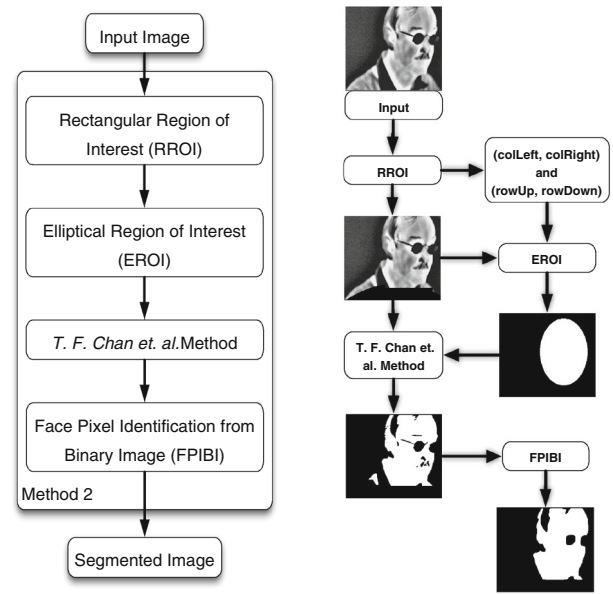 Input Image
Rectangular Region of
Interest (RROI)
Elliptical Region of Interest
(EROI)
T. F. Chan et. al.Method
Face Pixel Identification from
Binary Image (FPIBI)
Method 2
Segmented Image
Input
RROI
(colLeft, colRight)
and
(rowUp, rowDown)
EROI
T. F. Chan et.
al. Method
FPIBI